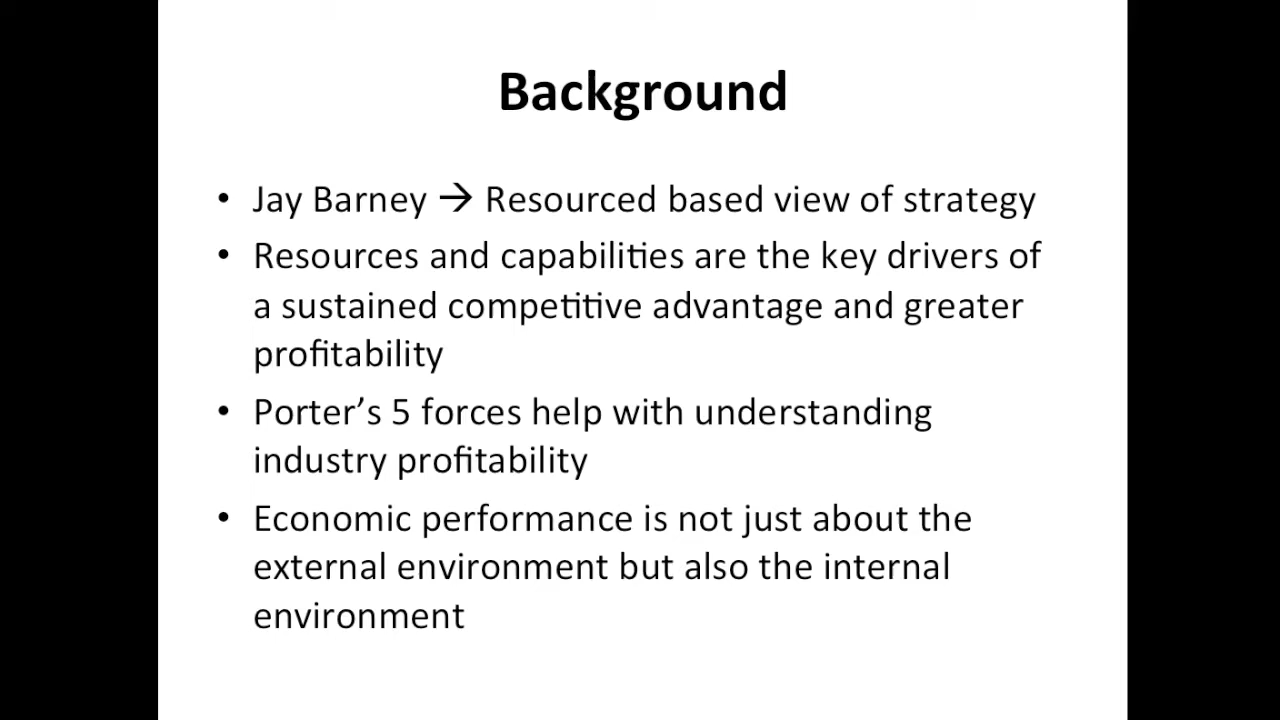 Background
• Jay Barney → Resourced based view of strategy
• Resources and capabilities are the key drivers of
a sustained competitive advantage and greater
profitability
• Porter’s 5 forces help with understanding
industry profitability
• Economic performance is not just about the
external environment but also the internal
environment